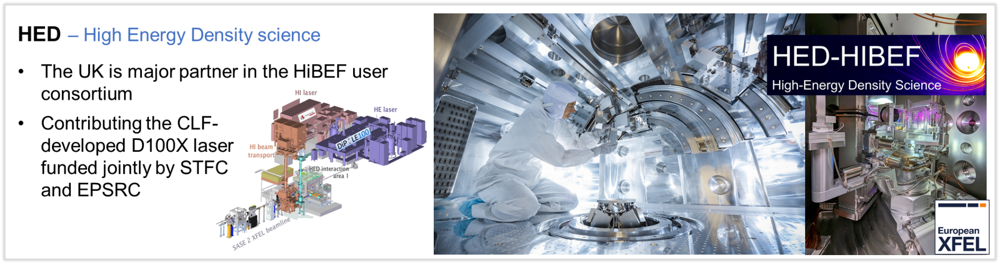 HED – High Energy Density science
• The UK is major partner in the HiBEF user
consortium
• Contributing the CLF-
developed D100X laser
funded jointly by STFC
and EPSRC
HI laser
HE laser
DiPOLE100
HI beam
transport
HED interaction
area 1
SASE 2 XFEL beamline
HED-HIBEF
High-Energy Density Science
European
XFEL